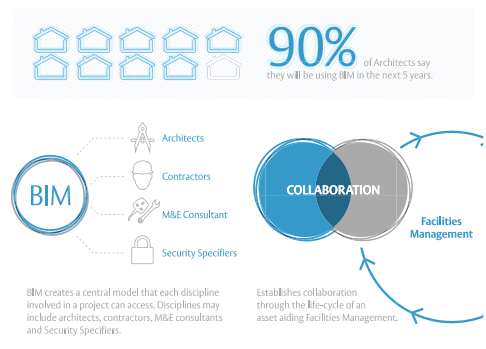 90% of Architects say
they will be using BIM in the next 5 years.
BIM
Architects
Contractors
M&E Consultant
Security Specifiers
BIM creates a central model that each discipline
involved in a project can access. Disciplines may
include architects, contractors, M&E consultants
and Security Specifiers.
COLLABORATION
Establishes collaboration
through the life-cycle of an
asset aiding Facilities Management.
Facilities
Management